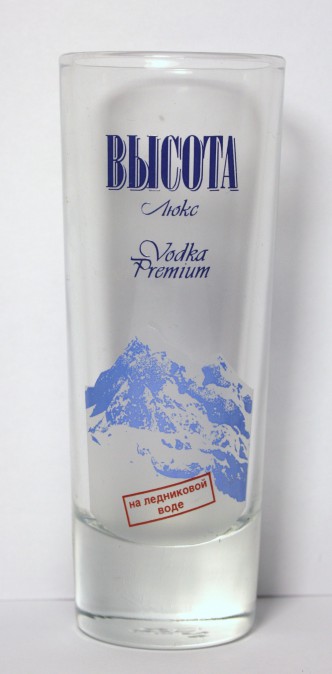 ВЫСОТА
Люкс
Vodka
Premium
на ледниковой
воде